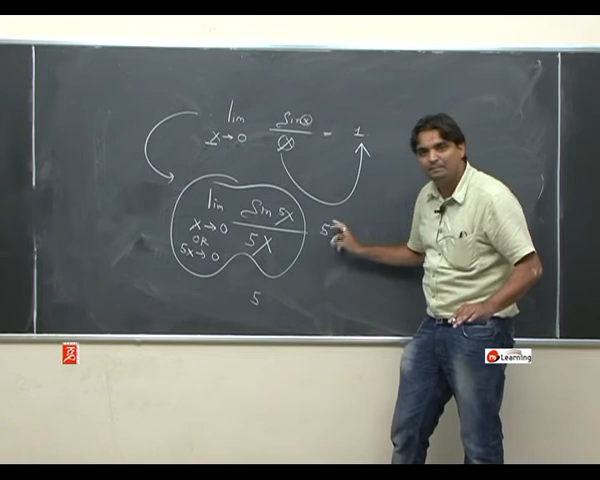 lim sin x
x→0 x = 1
lim sin 5x
x→0 5x 5
OR
5x→0
5
Learning